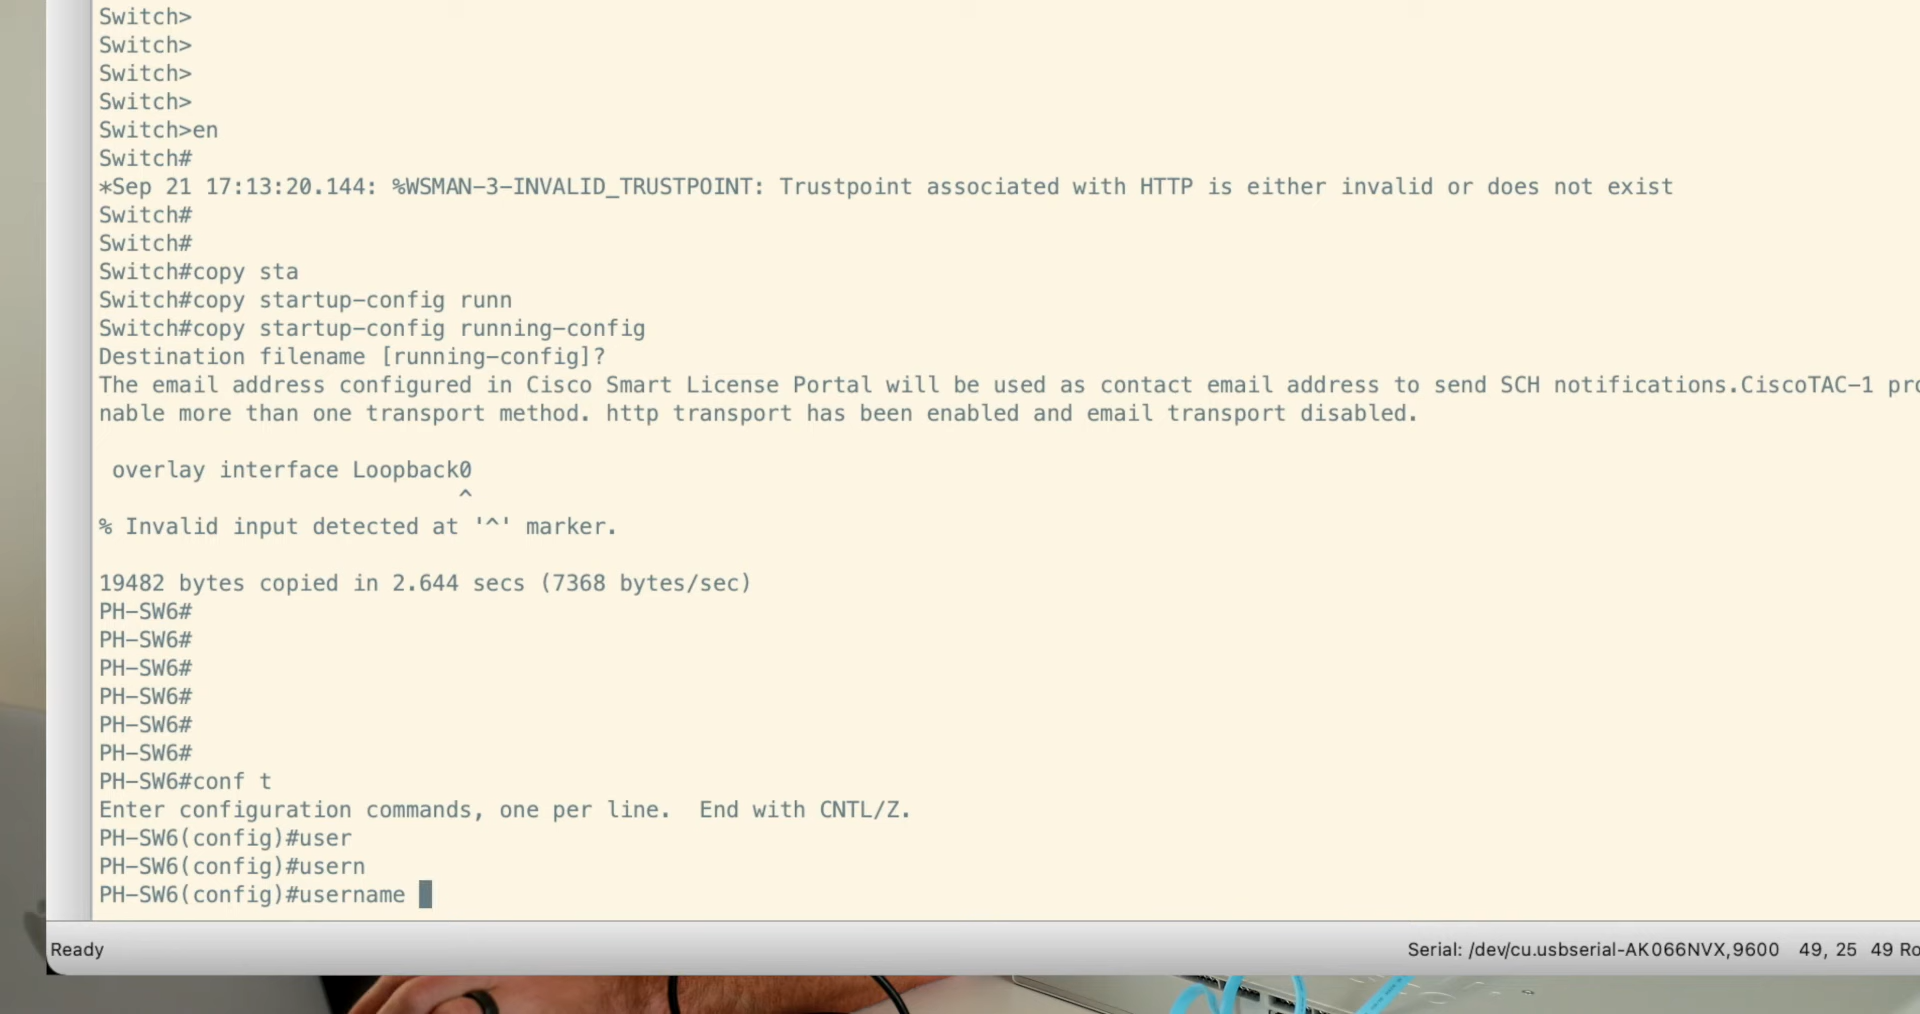 Switch>
Switch>
Switch>
Switch>
Switch>en
Switch#
*Sep 21 17:13:20.144: %WSMAN-3-INVALID_TRUSTPOINT: Trustpoint associated with HTTP is either invalid or does not exist
Switch#
Switch#
Switch#copy sta
Switch#copy startup-config runn
Switch#copy startup-config running-config
Destination filename [running-config]?
The email address configured in Cisco Smart License Portal will be used as contact email address to send SCH notifications.CiscoTAC-1 pro
nable more than one transport method. http transport has been enabled and email transport disabled.
overlay interface Loopback0
^
% Invalid input detected at '^' marker.
19482 bytes copied in 2.644 secs (7368 bytes/sec)
PH-SW6#
PH-SW6#
PH-SW6#
PH-SW6#
PH-SW6#
PH-SW6#
PH-SW6#conf t
Enter configuration commands, one per line.  End with CNTL/Z.
PH-SW6(config)#user
PH-SW6(config)#usern
PH-SW6(config)#username
Ready
Serial: /dev/cu.usbserial-AK066NVX,9600 49, 25 49 Ro